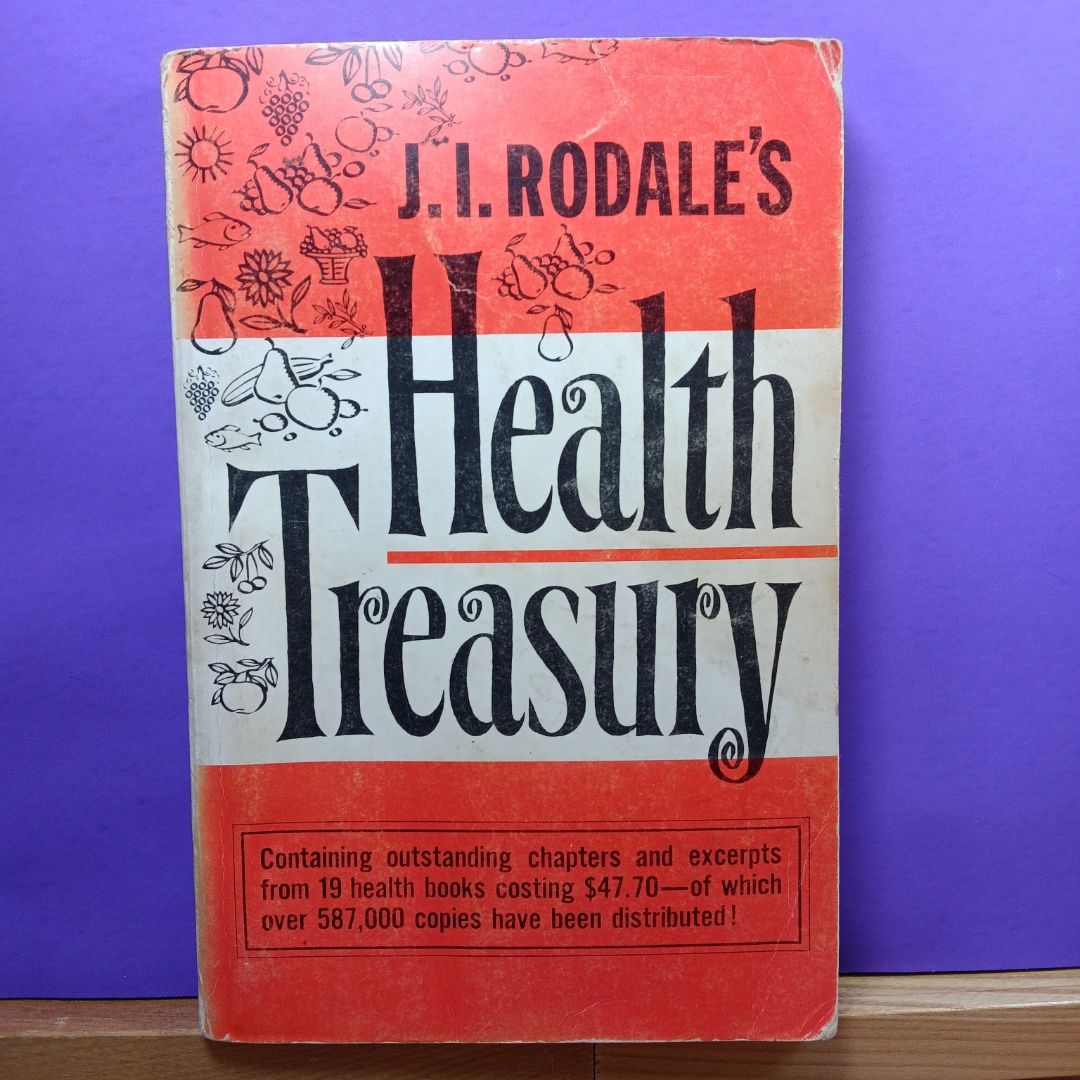 J.I. RODALE'S
Health
Treasury
Containing outstanding chapters and excerpts
from 19 health books costing $47.70—of which
over 587,000 copies have been distributed!